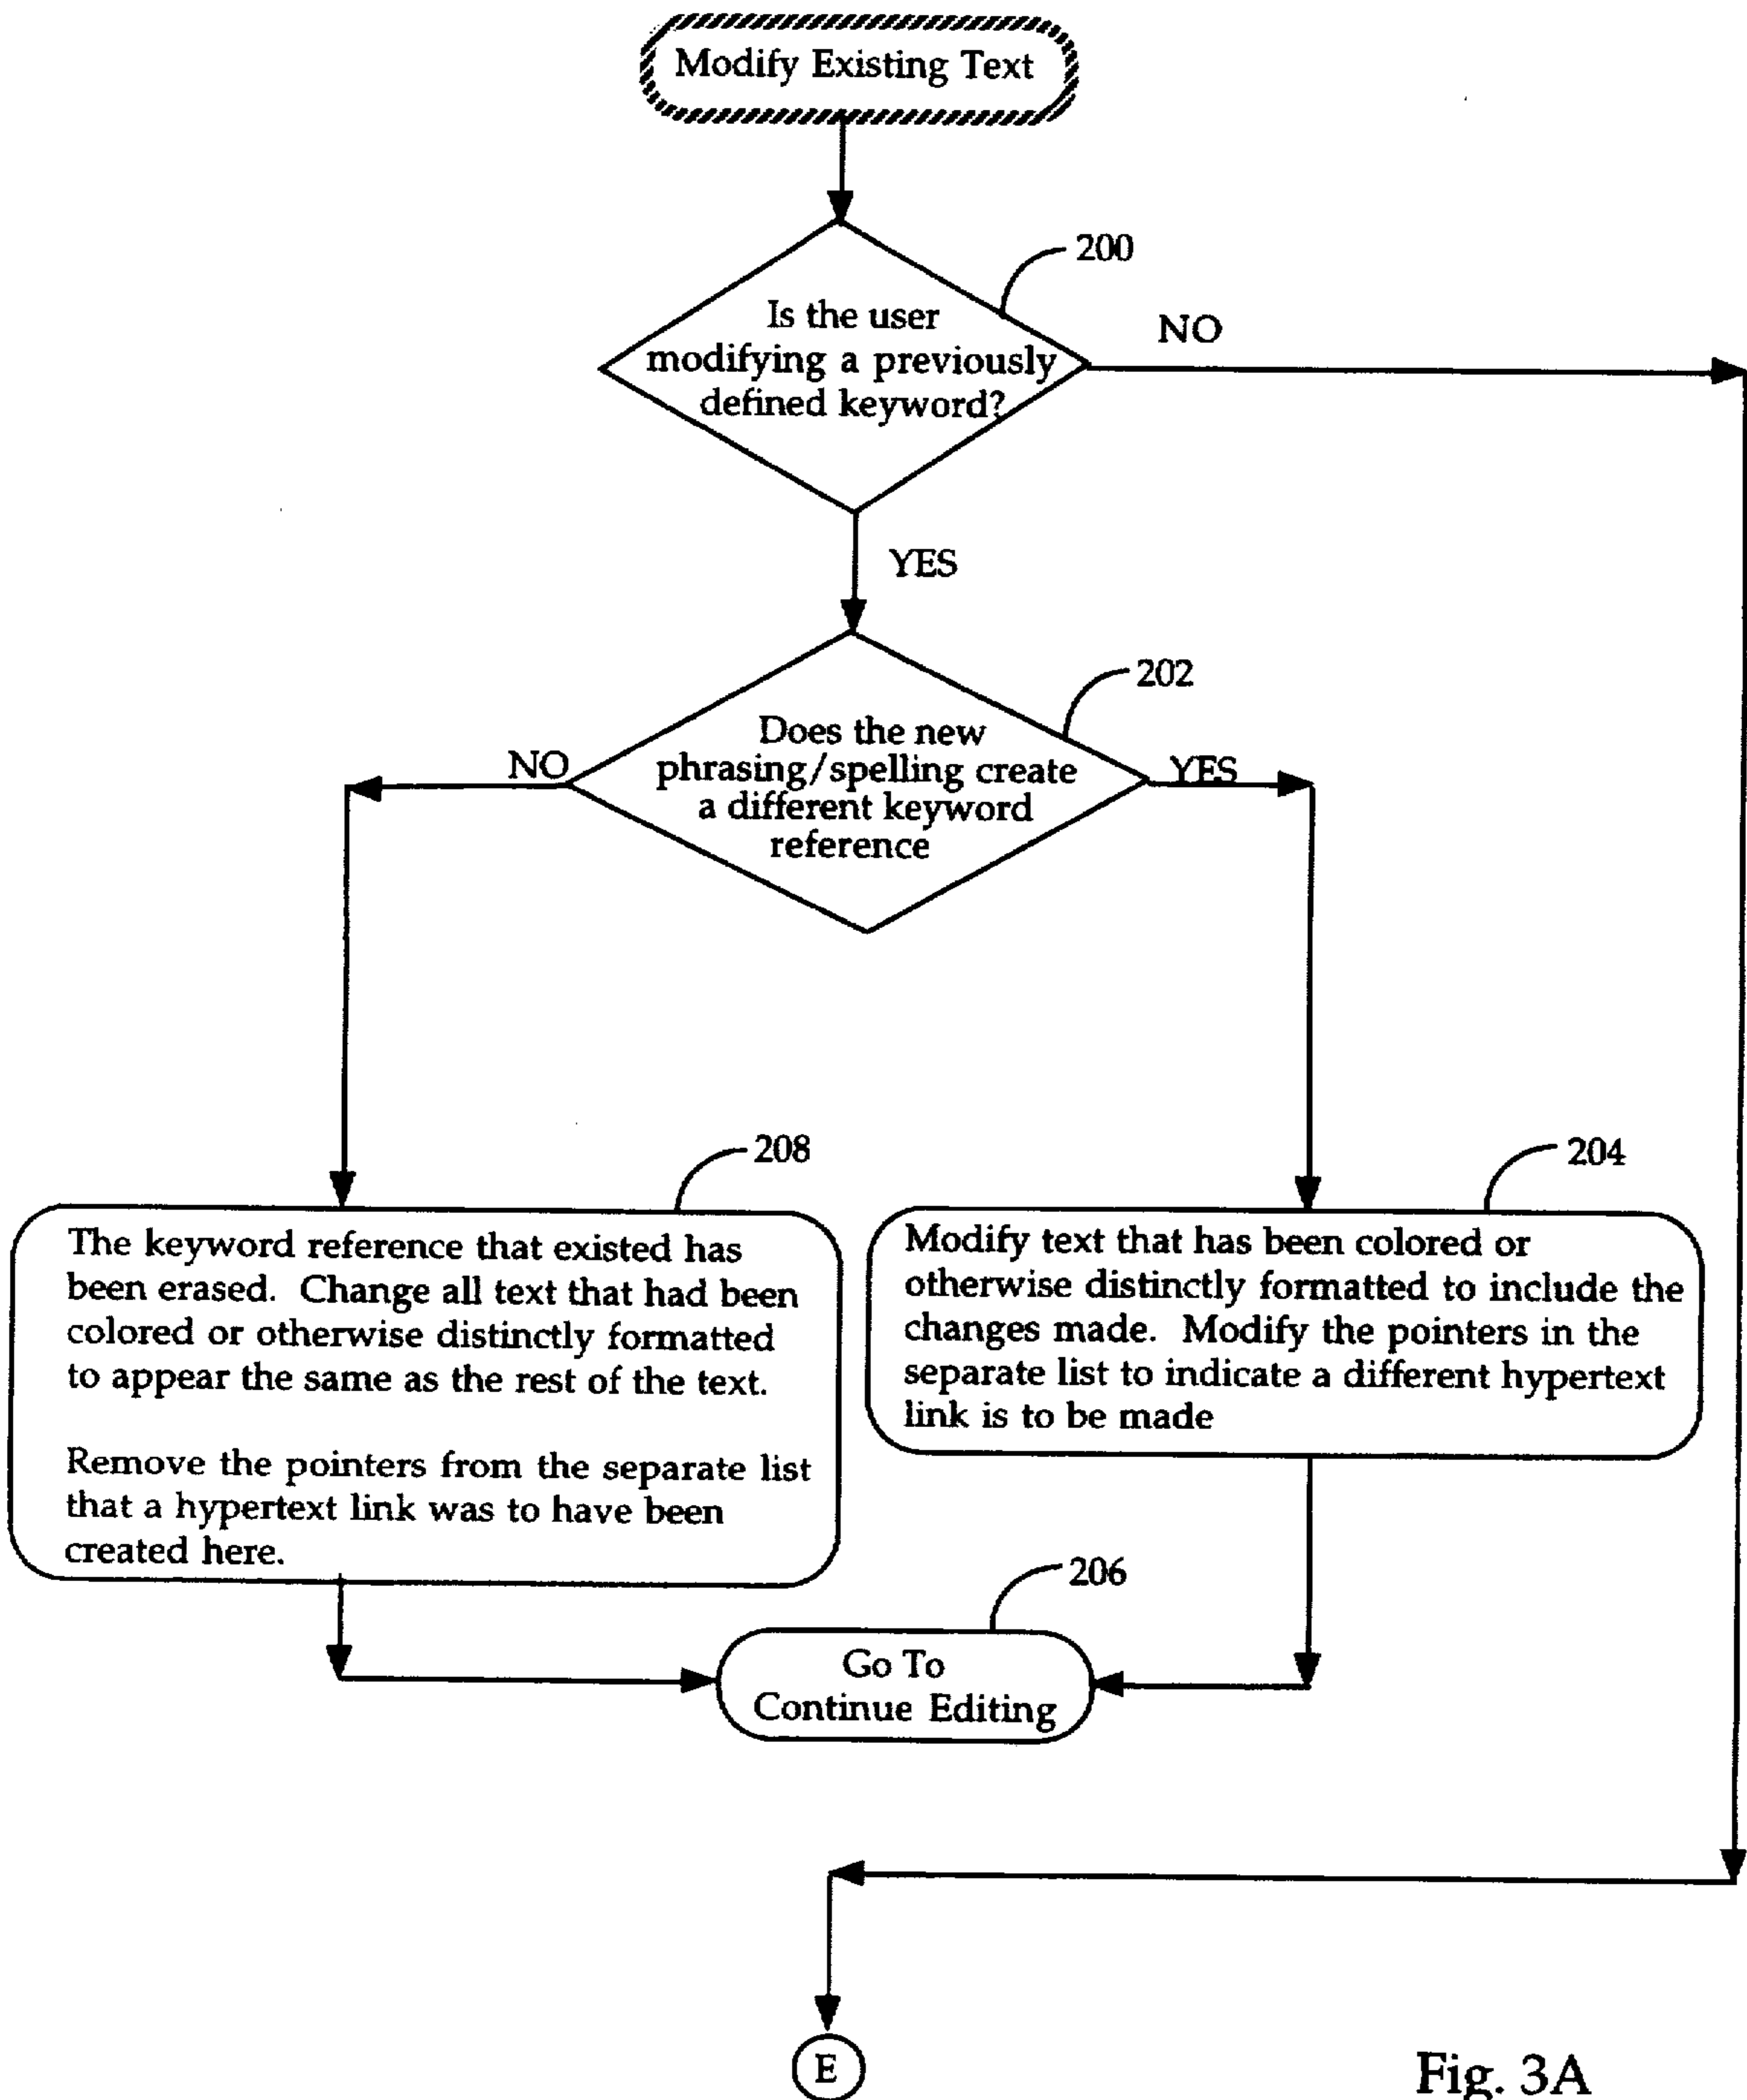 Modify Existing Text
200
Is the user
modifying a previously
defined keyword?
NO
YES
202
Does the new
phrasing/spelling create
a different keyword
reference
NO
YES
208
The keyword reference that existed has
been erased. Change all text that had been
colored or otherwise distinctly formatted
to appear the same as the rest of the text.
Remove the pointers from the separate list
that a hypertext link was to have been
created here.
204
Modify text that has been colored or
otherwise distinctly formatted to include the
changes made. Modify the pointers in the
separate list to indicate a different hypertext
link is to be made
206
Go To
Continue Editing
E
Fig. 3A